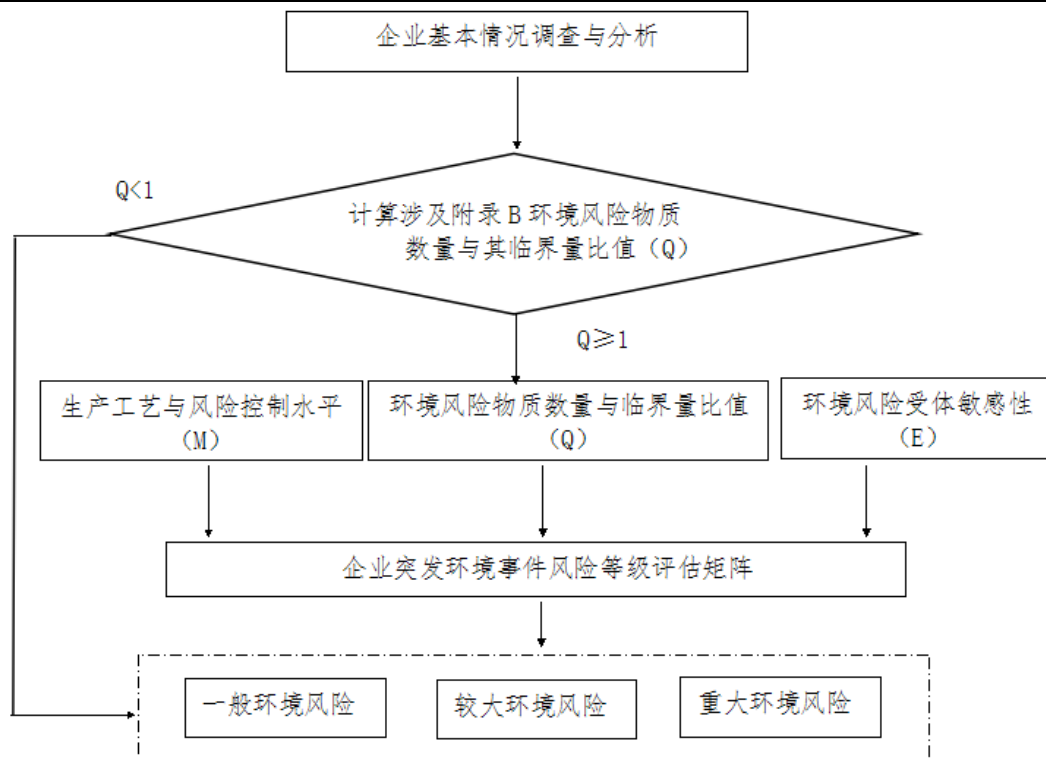 企业基本情况调查与分析
Q<1
计算涉及附录 B 环境风险物质
数量与其临界量比值（Q）
Q≥1
生产工艺与风险控制水平
（M）
环境风险物质数量与临界量比值
（Q）
环境风险受体敏感性
（E）
企业突发环境事件风险等级评估矩阵
一般环境风险
较大环境风险
重大环境风险